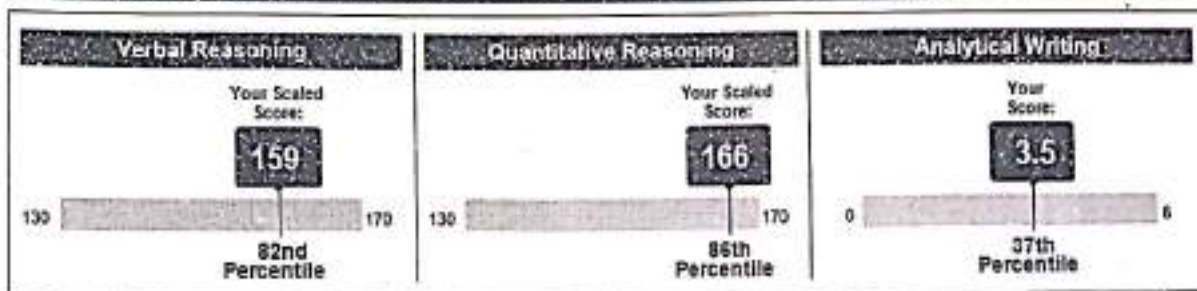 Verbal Reasoning
Your Scaled
Score:
159
130
170
82nd
Percentile
Quantitative Reasoning
Your Scaled
Score:
166
130
170
86th
Percentile
Analytical Writing
Your
Score:
3.5
0
6
37th
Percentile